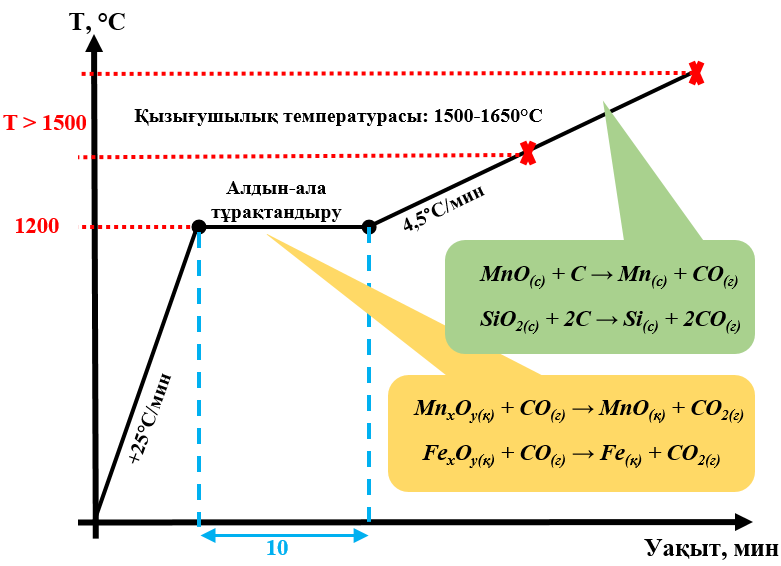 T, °C
Қызығушылық температурасы: 1500-1650°C
T > 1500
Алдын-ала
тұрақтандыру
1200
4,5°C/мин
MnO(с) + C → Mn(с) + CO(г)
SiO2(с) + 2C → Si(с) + 2CO(г)
+25°C/мин
MnxOy(қ) + CO(г) → MnO(қ) + CO2(г)
FexOy(қ) + CO(г) → Fe(қ) + CO2(г)
10
Уақыт, мин